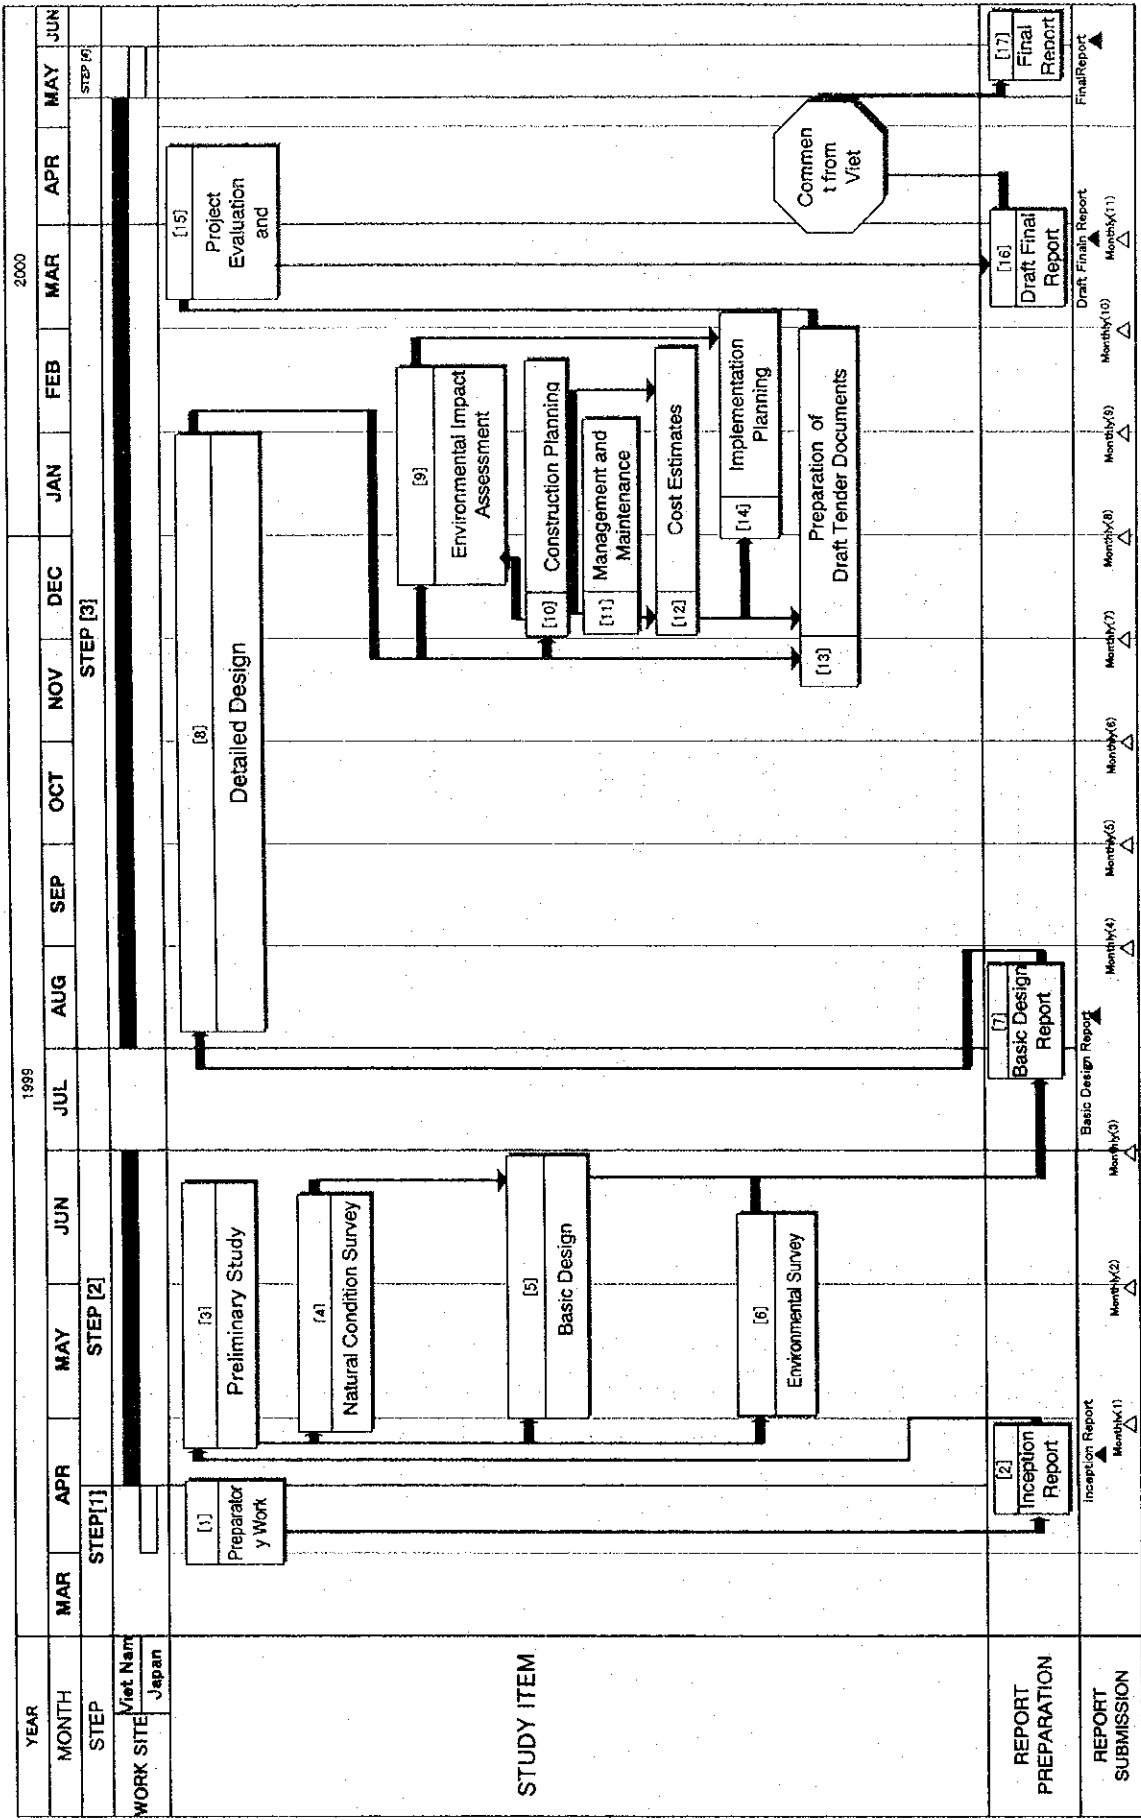 YEAR
1999
2000
MONTH
MAR
APR
MAY
JUN
JUL
AUG
SEP
OCT
NOV
DEC
JAN
FEB
MAR
APR
MAY
JUN
STEP
STEP[1]
STEP [2]
STEP [3]
STEP [4]
WORK SITE
Viet Nam
Japan
STUDY ITEM
[1]
Preparator
y Work
[3]
Preliminary Study
[4]
Natural Condition Survey
[5]
Basic Design
[6]
Environmental Survey
[8]
Detailed Design
[9]
Environmental Impact
Assessment
[10]
Construction Planning
[11]
Management and
Maintenance
[12]
Cost Estimates
[14]
Implementation
Planning
[13]
Preparation of
Draft Tender Documents
[15]
Project
Evaluation
and
Commen
t from
Viet
REPORT
PREPARATION
[2]
Inception
Report
[7]
Basic Design
Report
[16]
Draft Final
Report
[17]
Final
Report
REPORT
SUBMISSION
Inception Report
Monthly(1)
Monthly(2)
Monthly(3)
Basic Design Report
Monthly(4)
Monthly(5)
Monthly(6)
Monthly(7)
Monthly(8)
Monthly(9)
Monthly(10)
Draft Finaln Report
Monthly(11)
FinalReport